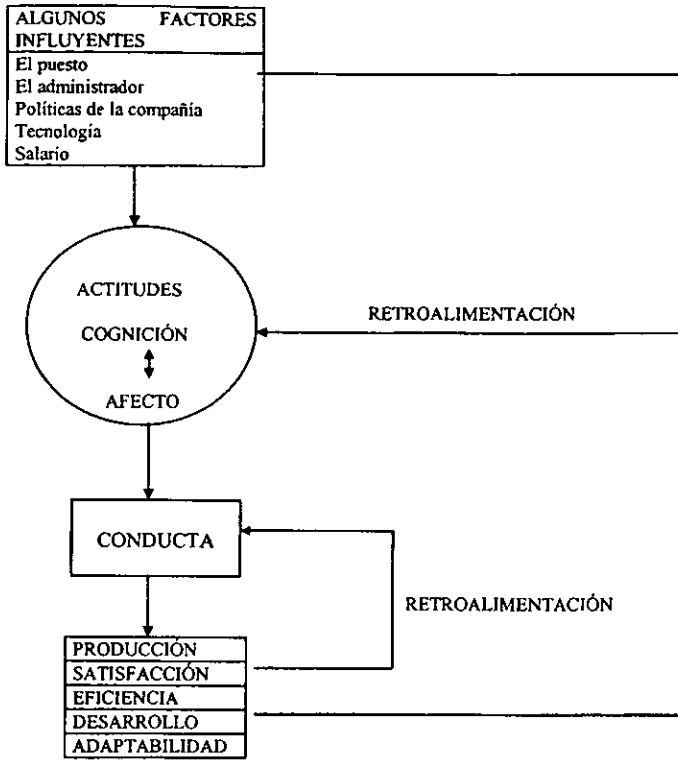 ALGUNOS FACTORES
INFLUYENTES
El puesto
El administrador
Políticas de la compañía
Tecnología
Salario
ACTITUDES
COGNICIÓN
AFECTO
RETROALIMENTACIÓN
CONDUCTA
RETROALIMENTACIÓN
PRODUCCIÓN
SATISFACCIÓN
EFICIENCIA
DESARROLLO
ADAPTABILIDAD